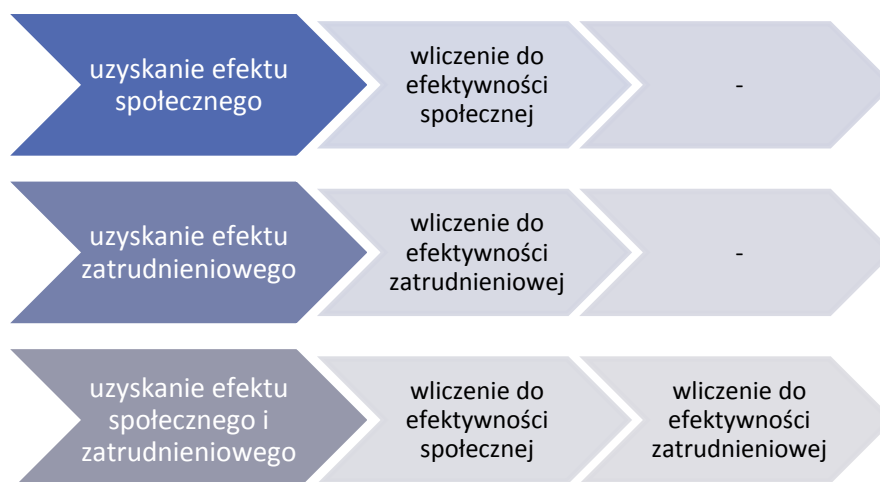 uzyskanie efektu
społecznego
wliczenie do
efektywności
społecznej
-
uzyskanie efektu
zatrudnieniowego
wliczenie do
efektywności
zatrudnieniowej
-
uzyskanie efektu
społecznego i
zatrudnieniowego
wliczenie do
efektywności
społecznej
wliczenie do
efektywności
zatrudnieniowej